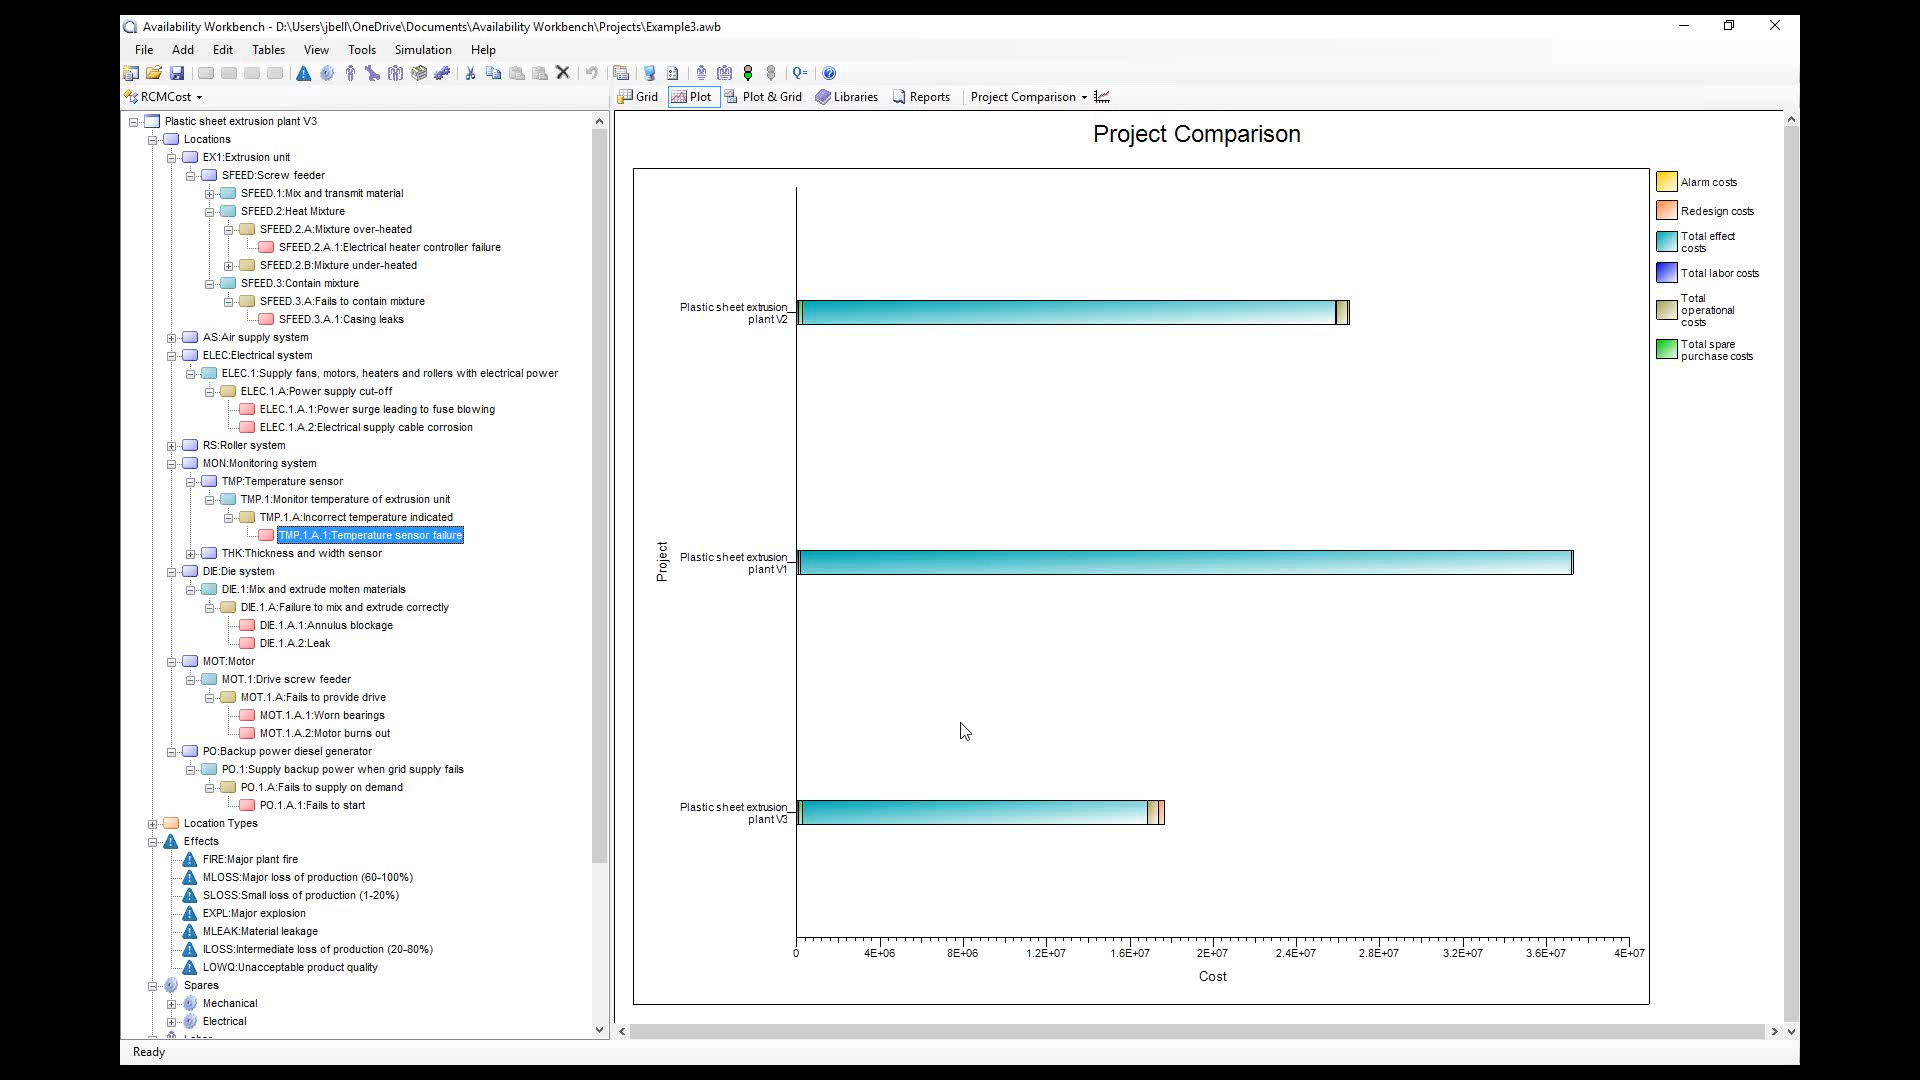 Availability Workbench - D:\Users\jbell\OneDrive\Documents\Availability Workbench\Projects\Example3.awb
File Add Edit Tables View Tools Simulation Help
RCMCost
Grid Plot Plot & Grid Libraries Reports Project Comparison
Plastic sheet extrusion plant V3
Locations
EX1:Extrusion unit
SFEED:Screw feeder
SFEED.1:Mix and transmit material
SFEED.2:Heat Mixture
SFEED.2.A:Mixture over-heated
SFEED.2.A.1:Electrical heater controller failure
SFEED.2.B:Mixture under-heated
SFEED.3:Contain mixture
SFEED.3.A:Fails to contain mixture
SFEED.3.A.1:Casing leaks
AS:Air supply system
ELEC:Electrical system
ELEC.1:Supply fans, motors, heaters and rollers with electrical power
ELEC.1.A:Power supply cut-off
ELEC.1.A.1:Power surge leading to fuse blowing
ELEC.1.A.2:Electrical supply cable corrosion
RS:Roller system
MON:Monitoring system
TMP:Temperature sensor
TMP.1:Monitor temperature of extrusion unit
TMP.1.A:Incorrect temperature indicated
TMP.1.A.1:Temperature sensor failure
THK:Thickness and width sensor
DIE:Die system
DIE.1:Mix and extrude molten materials
DIE.1.A:Failure to mix and extrude correctly
DIE.1.A.1:Annulus blockage
DIE.1.A.2:Leak
MOT:Motor
MOT.1:Drive screw feeder
MOT.1.A:Fails to provide drive
MOT.1.A.1:Worn bearings
MOT.1.A.2:Motor burns out
PO:Backup power diesel generator
PO.1:Supply backup power when grid supply fails
PO.1.A:Fails to supply on demand
PO.1.A.1:Fails to start
Location Types
Effects
FIRE:Major plant fire
MLOSS:Major loss of production (60-100%)
SLOSS:Small loss of production (1-20%)
EXPL:Major explosion
MLEAK:Material leakage
ILOSS:Intermediate loss of production (20-80%)
LOWQ:Unacceptable product quality
Spares
Mechanical
Electrical
Project Comparison
Project
Plastic sheet extrusion
plant V2
Plastic sheet extrusion
plant V1
Plastic sheet extrusion
plant V3
0 4E+06 8E+06 1.2E+07 1.6E+07 2E+07 2.4E+07 2.8E+07 3.2E+07 3.6E+07 4E+07
Cost
Alarm costs
Redesign costs
Total effect
costs
Total labor costs
Total
operational
costs
Total spare
purchase costs
Ready